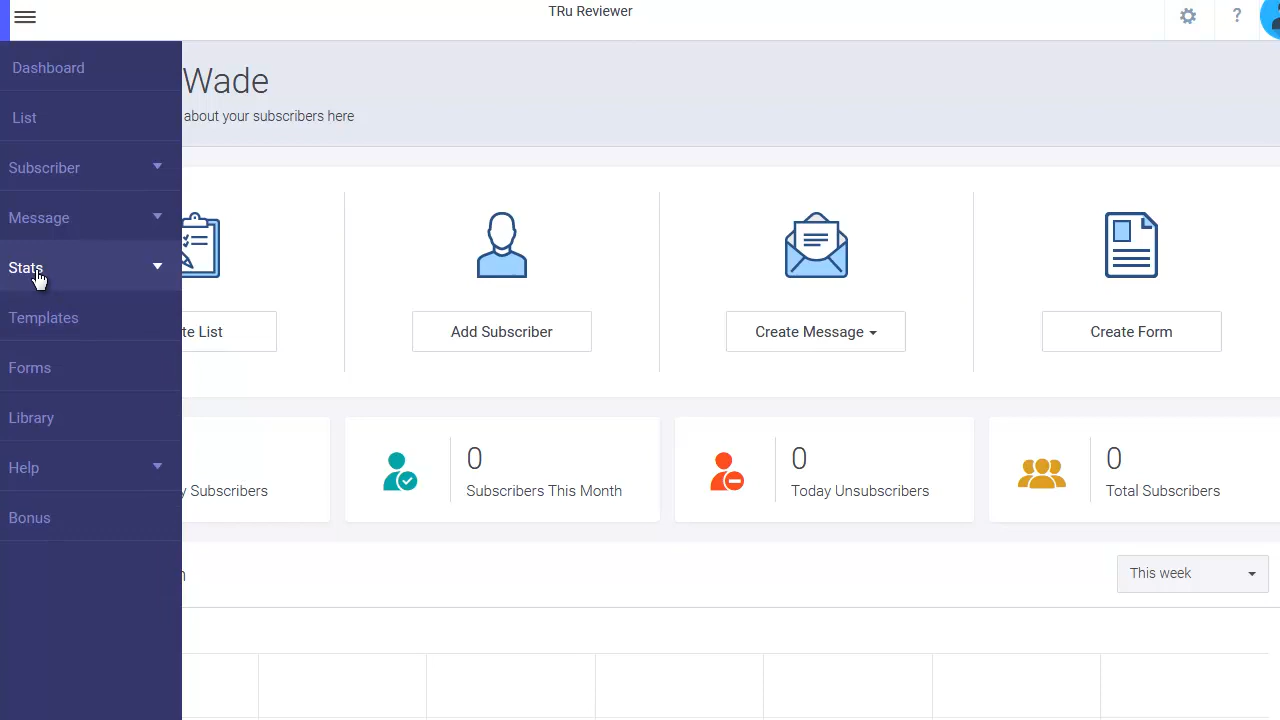 TRu Reviewer
?
Dashboard
List
Subscriber
Message
Stats
Templates
Forms
Library
Help
Bonus
Wade
about your subscribers here
te List
Add Subscriber
Create Message
Create Form
y Subscribers
0
Subscribers This Month
0
Today Unsubscribers
0
Total Subscribers
This week